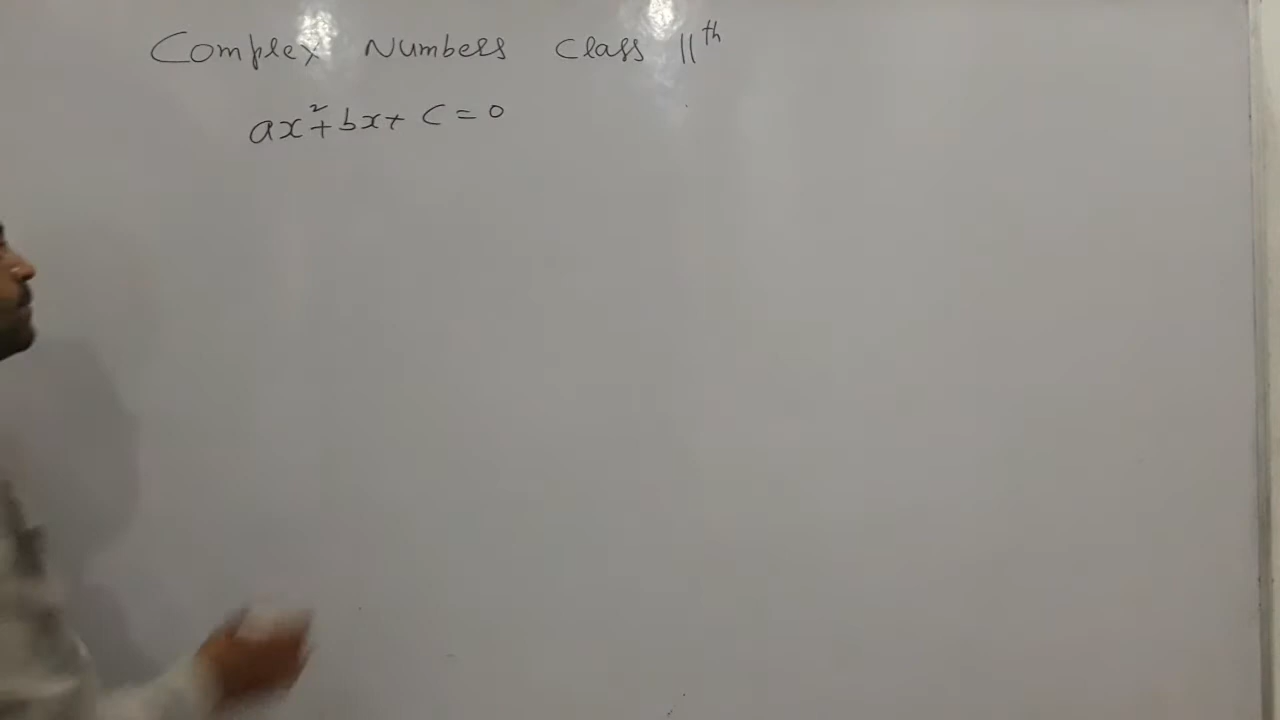 Complex Numbers Class 11th
ax²+bx+ c = 0